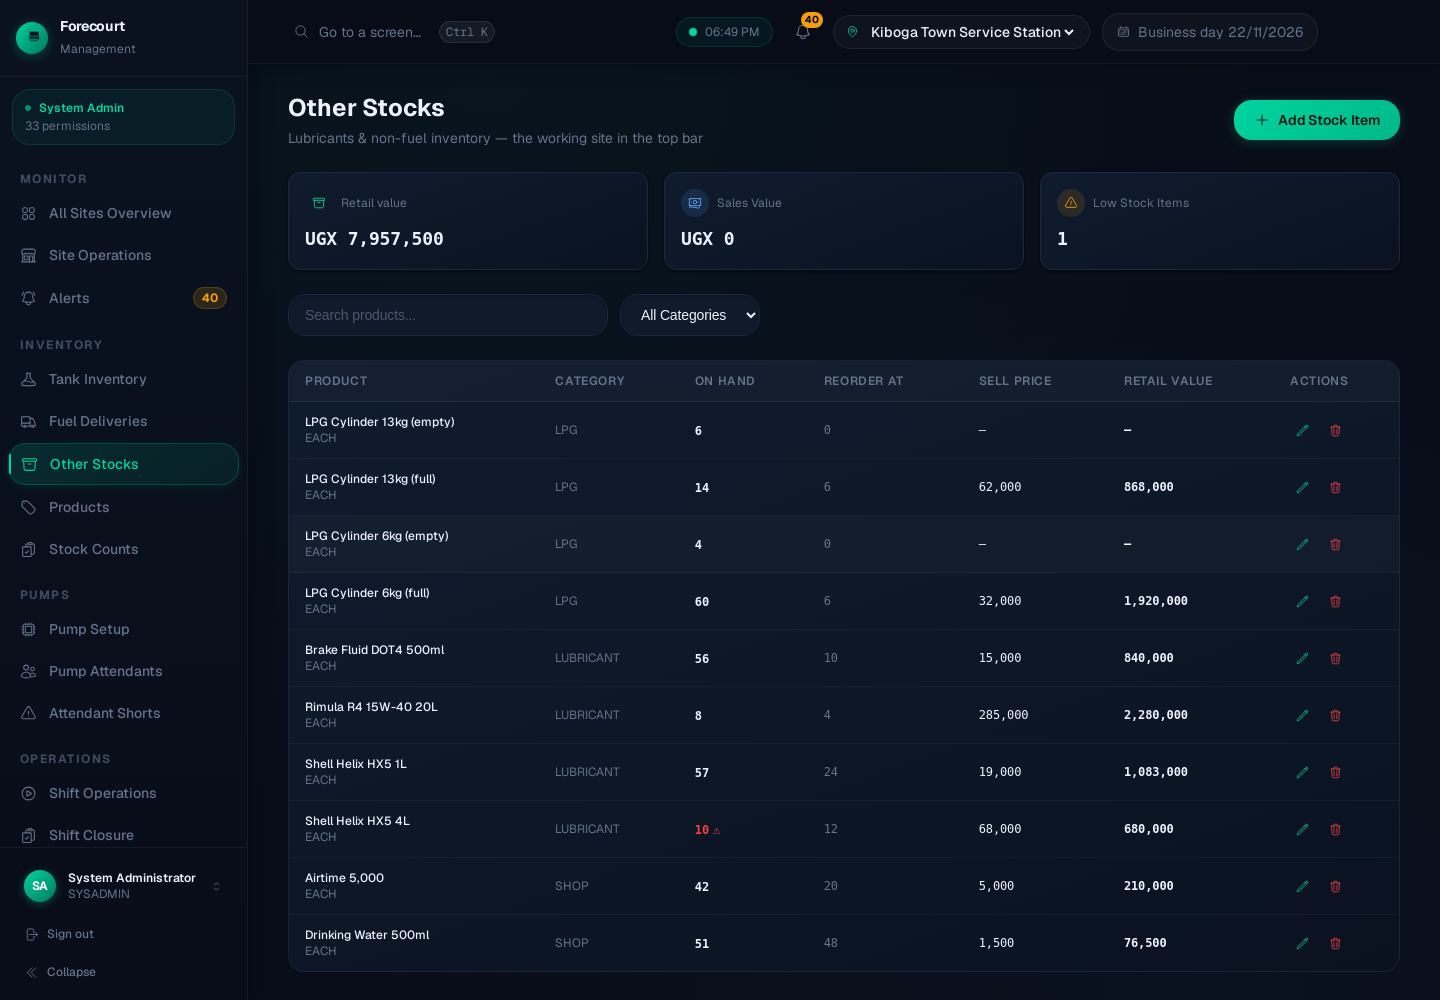 Forecourt
Management
System Admin
33 permissions
MONITOR
All Sites Overview
Site Operations
Alerts 40
INVENTORY
Tank Inventory
Fuel Deliveries
Other Stocks
Products
Stock Counts
PUMPS
Pump Setup
Pump Attendants
Attendant Shorts
OPERATIONS
Shift Operations
Shift Closure
SA
System Administrator
SYSADMIN
Sign out
Collapse
Go to a screen... Ctrl K
06:49 PM
40
Kiboga Town Service Station
Business day 22/11/2026
Other Stocks
Lubricants & non-fuel inventory — the working site in the top bar
Add Stock Item
Retail value
UGX 7,957,500
Sales Value
UGX 0
Low Stock Items
1
Search products...
All Categories
PRODUCT CATEGORY ON HAND REORDER AT SELL PRICE RETAIL VALUE ACTIONS
LPG Cylinder 13kg (empty)
EACH
LPG 6 0 — —
LPG Cylinder 13kg (full)
EACH
LPG 14 6 62,000 868,000
LPG Cylinder 6kg (empty)
EACH
LPG 4 0 — —
LPG Cylinder 6kg (full)
EACH
LPG 60 6 32,000 1,920,000
Brake Fluid DOT4 500ml
EACH
LUBRICANT 56 10 15,000 840,000
Rimula R4 15W-40 20L
EACH
LUBRICANT 8 4 285,000 2,280,000
Shell Helix HX5 1L
EACH
LUBRICANT 57 24 19,000 1,083,000
Shell Helix HX5 4L
EACH
LUBRICANT 10 ⚠ 12 68,000 680,000
Airtime 5,000
EACH
SHOP 42 20 5,000 210,000
Drinking Water 500ml
EACH
SHOP 51 48 1,500 76,500